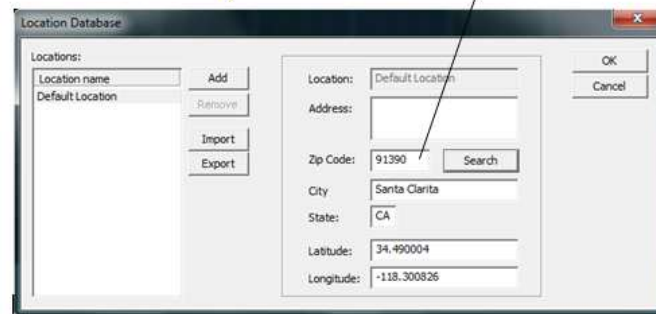 Location Database
Locations:
Location name
Default Location
Add
Remove
Import
Export
Location: Default Location
Address:
Zip Code: 91390 Search
City Santa Clarita
State: CA
Latitude: 34.490004
Longitude: -118.300826
OK
Cancel